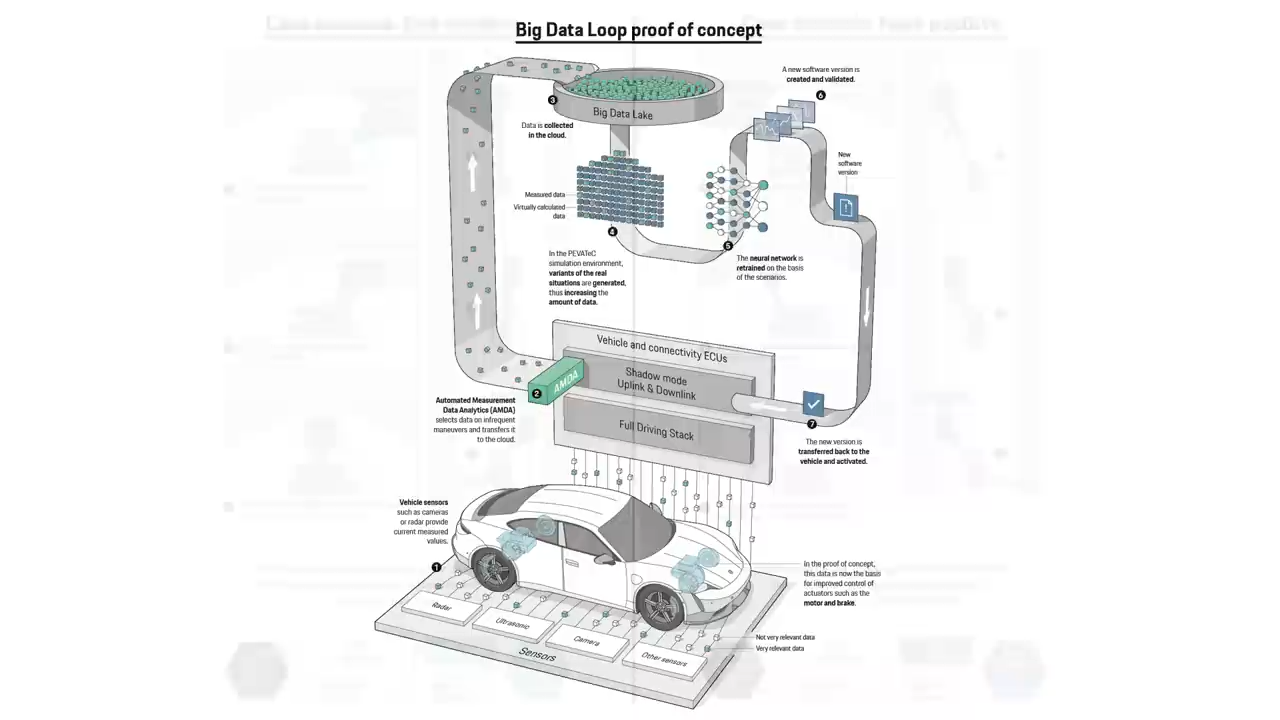 Big Data Loop proof of concept
A new software version is
created and validated.
6
3
Big Data Lake
Data is collected
in the cloud.
New
software
version
Measured data
Virtually calculated
data
4
5
In the PEVATeC
simulation environment,
variants of the real
situations are generated,
thus increasing the
amount of data.
The neural network is
retrained on the basis
of the scenarios.
Vehicle and connectivity ECUs
Shadow mode
Uplink & Downlink
AMDA
2
Automated Measurement
Data Analytics (AMDA)
selects data on infrequent
maneuvers and transfers it
to the cloud.
Full Driving Stack
7
The new version is
transferred back to the
vehicle and activated.
Vehicle sensors
such as cameras
or radar provide
current measured
values.
1
In the proof of concept,
this data is now the basis
for improved control of
actuators such as the
motor and brake.
Radar
Ultrasonic
Camera
Other sensors
Sensors
Not very relevant data
Very relevant data